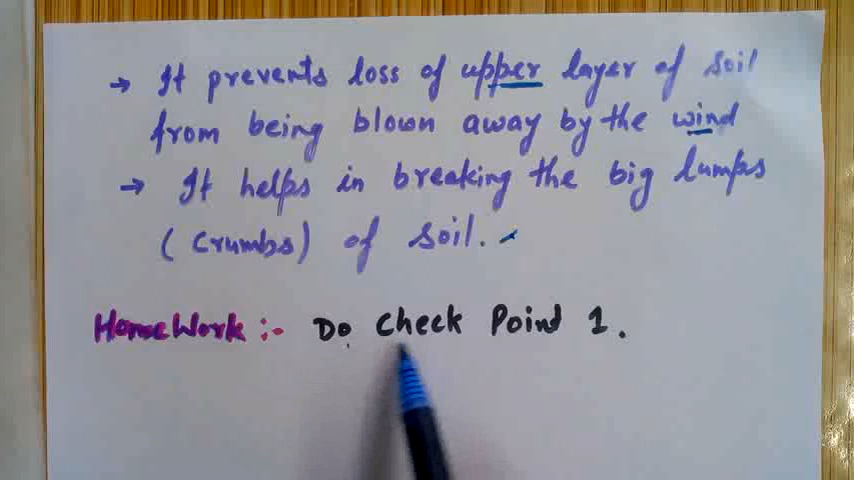 → It prevents loss of upper layer of soil
from being blown away by the wind
→ It helps in breaking the big lumps
(Crumbs) of soil.
HomeWork :- Do Check Point 1.